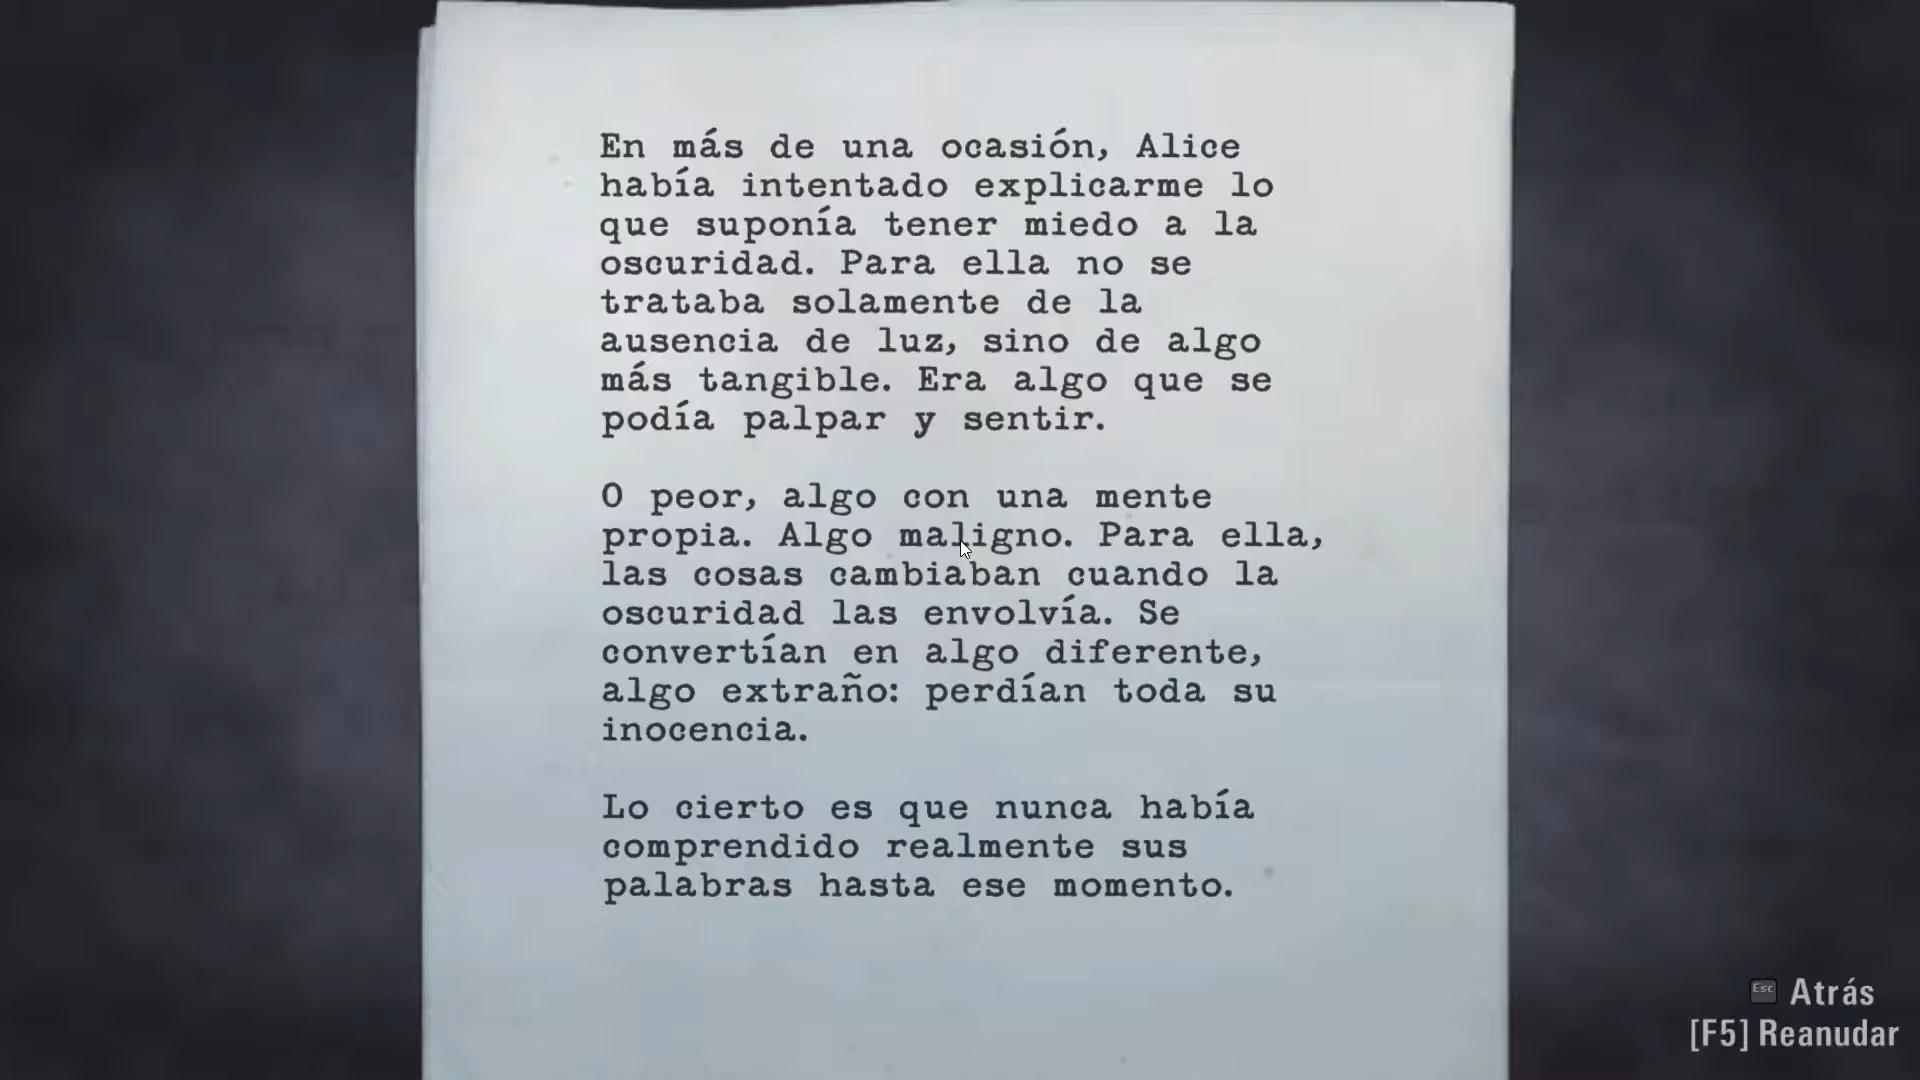 En más de una ocasión, Alice
había intentado explicarme lo
que suponía tener miedo a la
oscuridad. Para ella no se
trataba solamente de la
ausencia de luz, sino de algo
más tangible. Era algo que se
podía palpar y sentir.
O peor, algo con una mente
propia. Algo maligno. Para ella,
las cosas cambiaban cuando la
oscuridad las envolvía. Se
convertían en algo diferente,
algo extraño: perdían toda su
inocencia.
Lo cierto es que nunca había
comprendido realmente sus
palabras hasta ese momento.
Esc Atrás
[F5] Reanudar